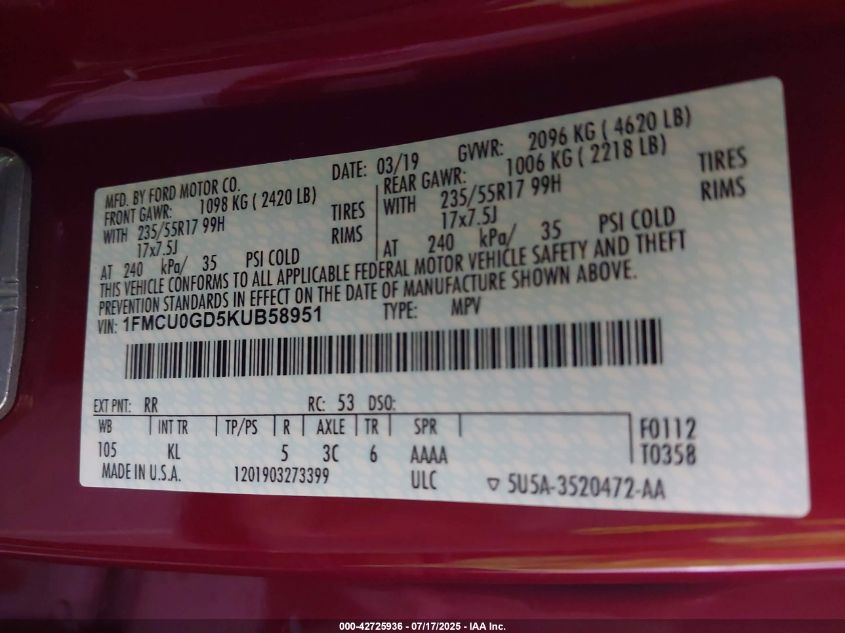 MFD. BY FORD MOTOR CO. DATE: 03/19 GVWR: 2096 KG ( 4620 LB)
FRONT GAWR: 1098 KG ( 2420 LB) REAR GAWR: 1006 KG ( 2218 LB)
WITH 235/55R17 99H TIRES WITH 235/55R17 99H TIRES
17x7.5J RIMS 17x7.5J RIMS
AT 240 kPa/ 35 PSI COLD AT 240 kPa/ 35 PSI COLD
THIS VEHICLE CONFORMS TO ALL APPLICABLE FEDERAL MOTOR VEHICLE SAFETY AND THEFT
PREVENTION STANDARDS IN EFFECT ON THE DATE OF MANUFACTURE SHOWN ABOVE.
VIN: 1FMCU0GD5KUB58951 TYPE: MPV
EXT PNT: RR RC: 53 DSO:
WB INT TR TP/PS R AXLE TR SPR F0112
105 KL 5 3C 6 AAAA T0358
MADE IN U.S.A. 1201903273399 ULC 5U5A-3520472-AA
000-42725936 - 07/17/2025 - IAA Inc.